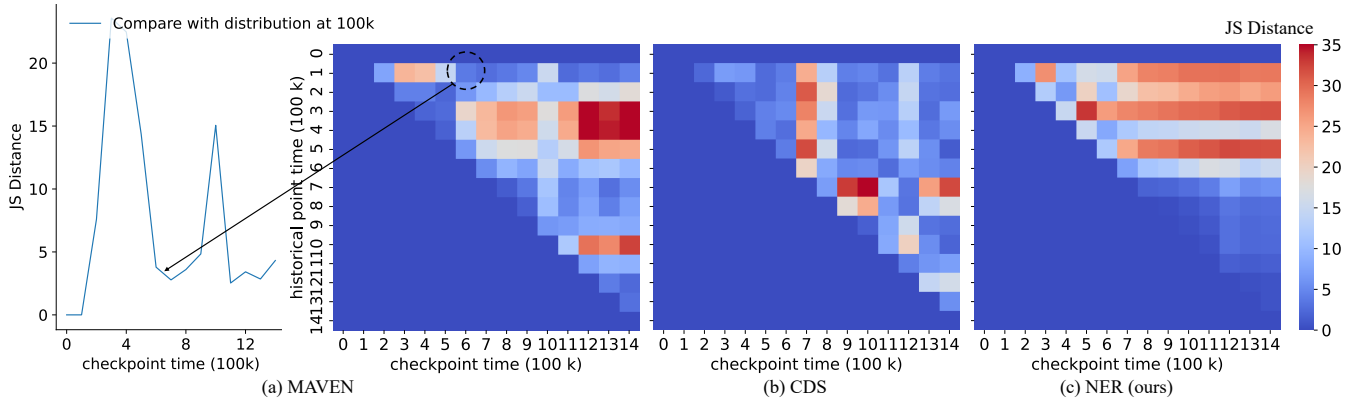 Compare with distribution at 100k
JS Distance
20
15
10
5
0
0 4 8 12
checkpoint time (100k)
historical point time (100 k)
0
1
2
3
4
5
6
7
8
9
10
11
12
13
14
0 1 2 3 4 5 6 7 8 9 10 11 12 13 14
checkpoint time (100 k)
0 1 2 3 4 5 6 7 8 9 10 11 12 13 14
checkpoint time (100 k)
0 1 2 3 4 5 6 7 8 9 10 11 12 13 14
checkpoint time (100 k)
JS Distance
35
30
25
20
15
10
5
0
(a) MAVEN
(b) CDS
(c) NER (ours)